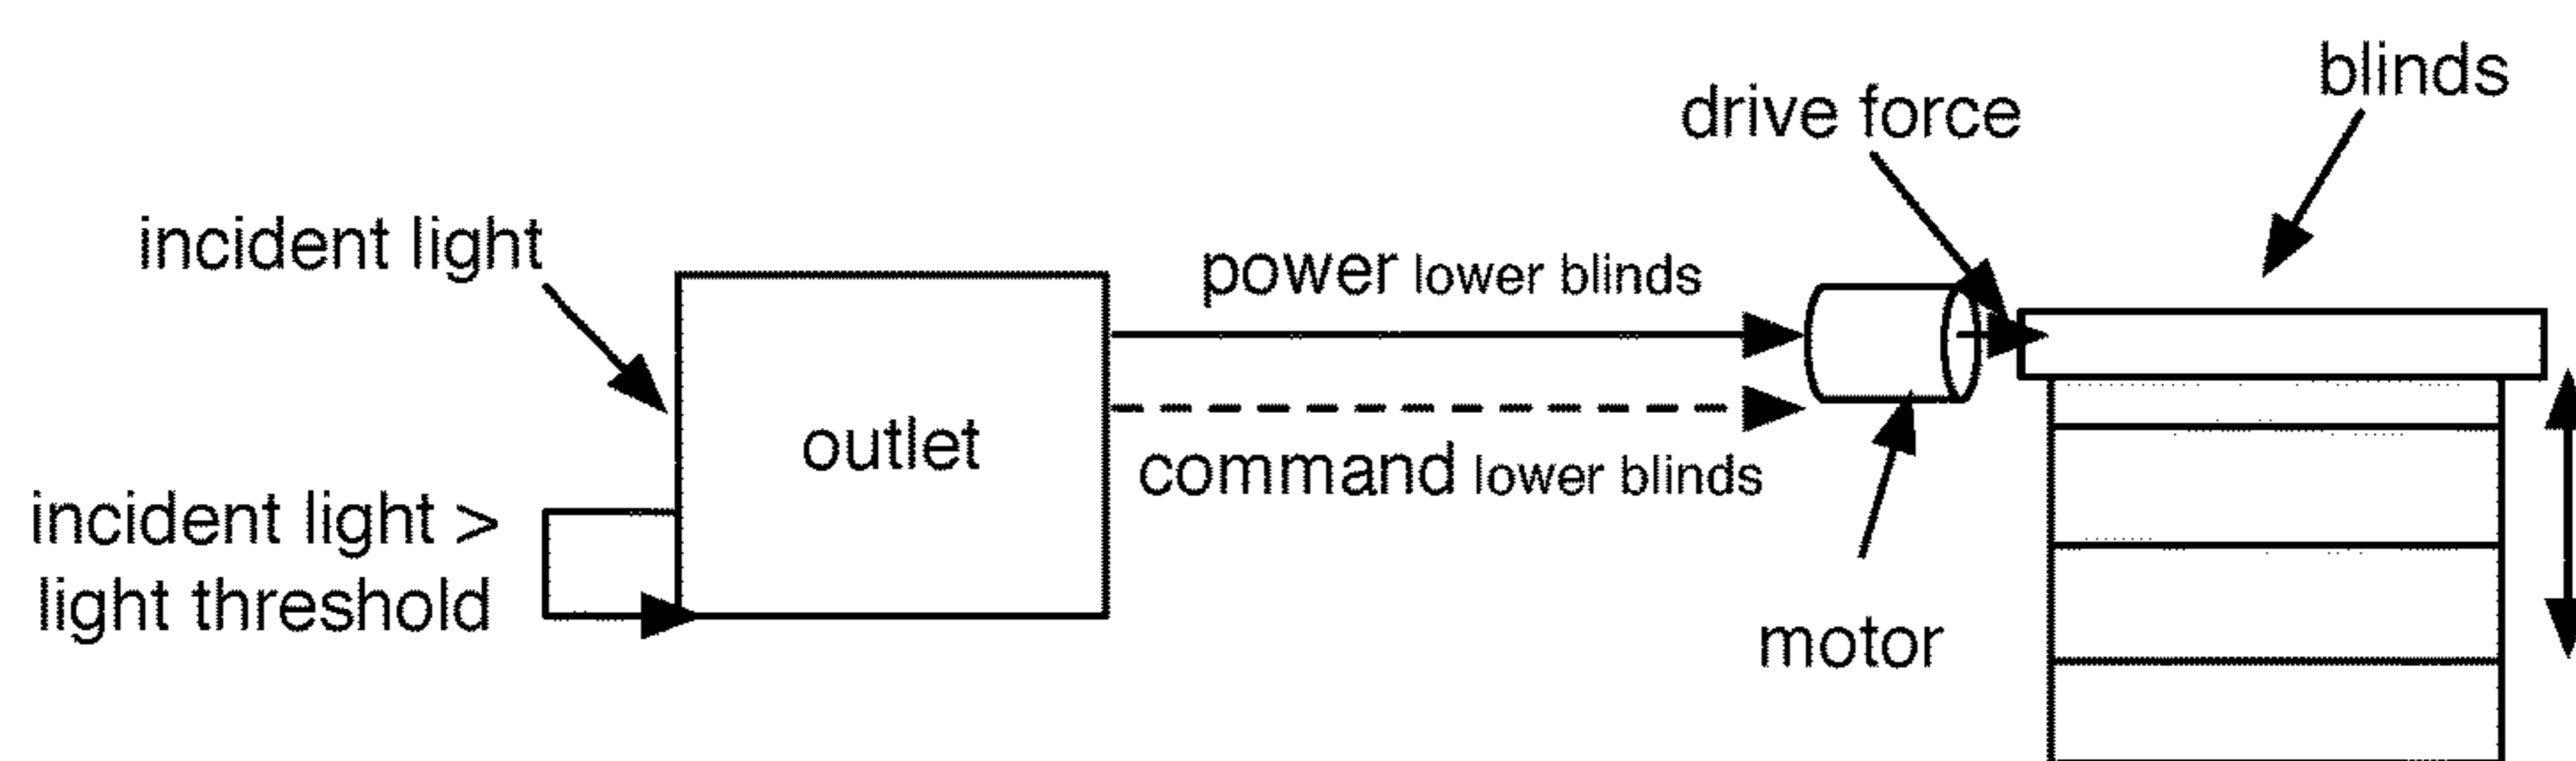 blinds
drive force
incident light
power lower blinds
outlet
command lower blinds
incident light >
light threshold
motor